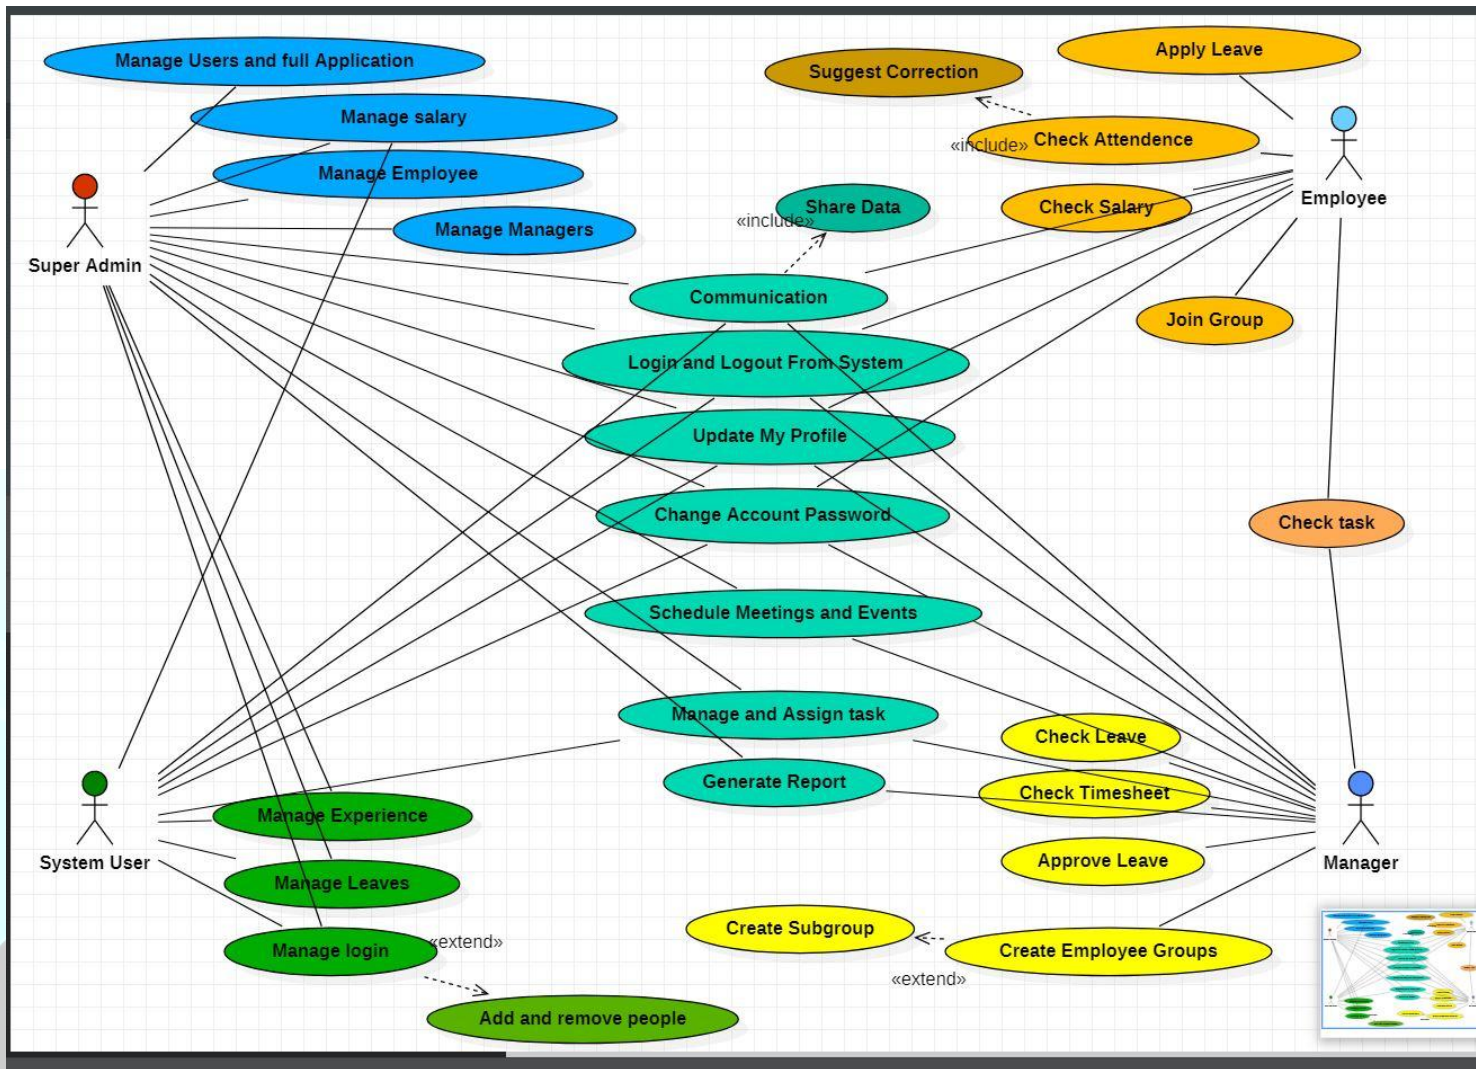 Manage Users and full Application
Apply Leave
Suggest Correction
Manage salary
Check Attendence
«include»
Manage Employee
Employee
Share Data
Check Salary
«include»
Manage Managers
Super Admin
Communication
Join Group
Login and Logout From System
Update My Profile
Change Account Password
Check task
Schedule Meetings and Events
Manage and Assign task
Check Leave
Generate Report
Check Timesheet
Manage Experience
System User
Approve Leave
Manager
Manage Leaves
Create Subgroup
«extend»
Manage login
Create Employee Groups
«extend»
Add and remove people